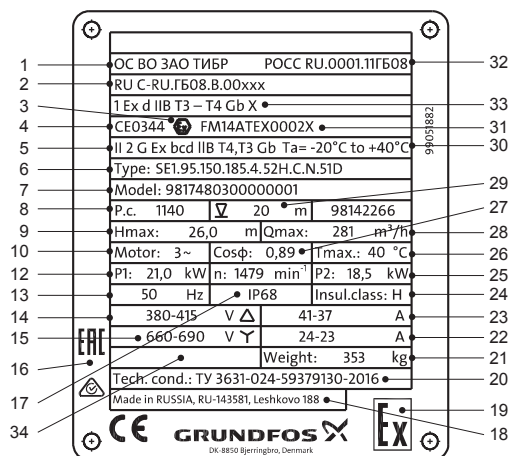 1 ОС ВО ЗАО ТИБР РОСС RU.0001.11ГБ08 32
2 RU C-RU.ГБ08.В.00ххх
3 1 Ex d IIB T3 – T4 Gb X 33
4 CE0344 Ex FM14ATEX0002X 31
5 II 2 G Ex bcd IIB T4,T3 Gb Ta= -20°C to +40°C 30
6 Type: SE1.95.150.185.4.52H.C.N.51D
7 Model: 9817480300000001
8 P.c. 1140 20 m 98142266 29
9 Hmax: 26,0 m Qmax: 281 m³/h 28
10 Motor: 3~ Cosφ: 0,89 Tmax.: 40 °C 27 26
12 P1: 21,0 kW n: 1479 min⁻¹ P2: 18,5 kW 25
13 50 Hz IP68 Insul.class: H 24
14 380-415 V △ 41-37 A 23
15 660-690 V Y 24-23 A 22
16 EAC Weight: 353 kg 21
Tech. cond.: ТУ 3631-024-59379130-2016 20
17 Made in RUSSIA, RU-143581, Leshkovo 188 18
34 CE GRUNDFOS Ex 19
DK-8850 Bjerringbro, Denmark
99051882